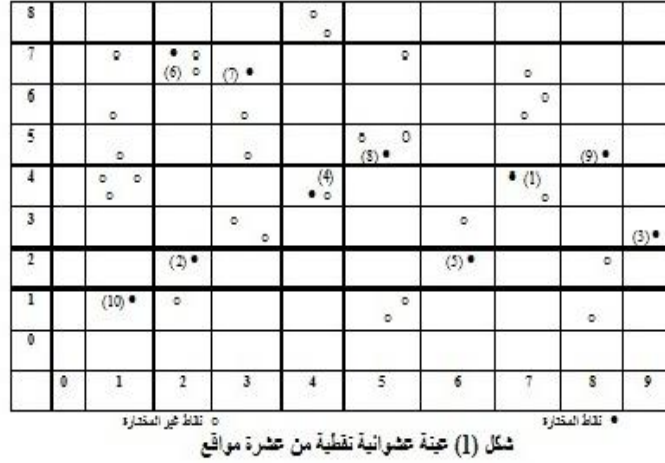 8
7
(6) (7)
6
5
(8) (9)
4 (4) (1)
3
(3)
2 (2) (5)
1 (10)
0
0 1 2 3 4 5 6 7 8 9
نقاط المختارة نقاط غير المختارة
شكل (1) عينة عشوائية نقطية من عشرة مواقع